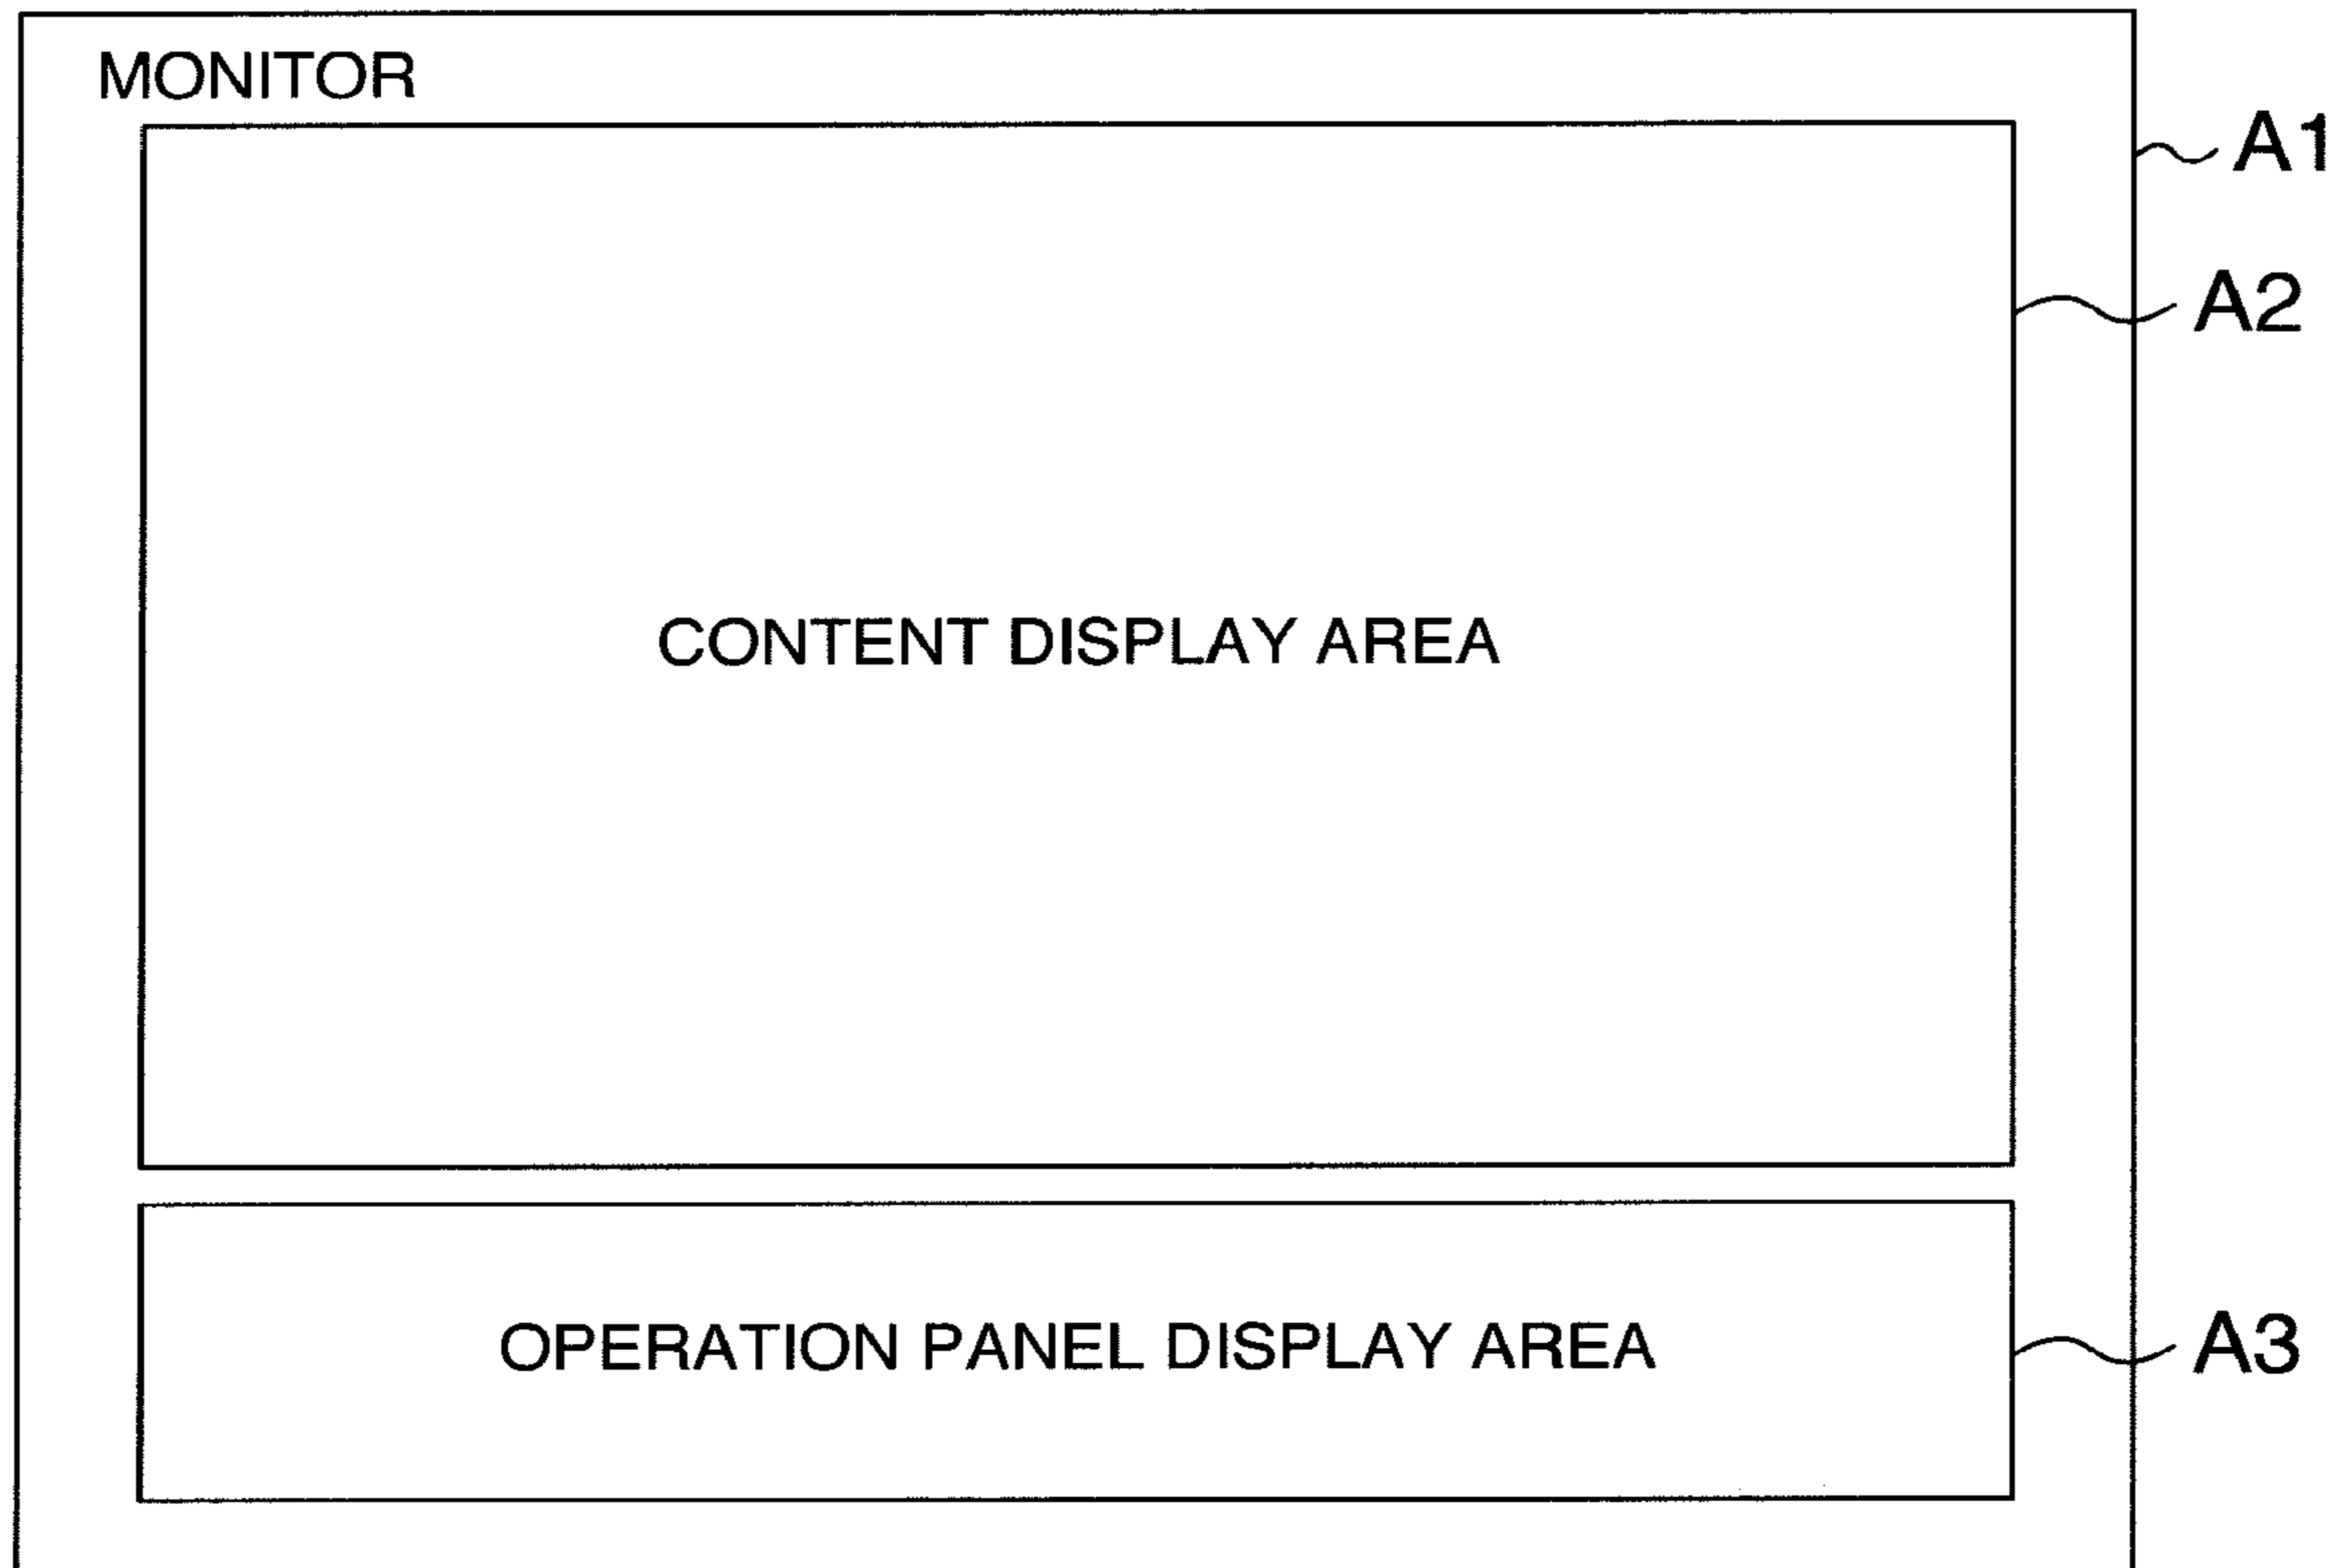 MONITOR
A1
A2
CONTENT DISPLAY AREA
OPERATION PANEL DISPLAY AREA
A3